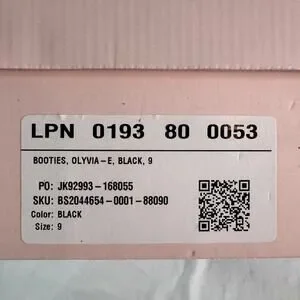 LPN 0193 80 0053
BOOTIES, OLYVIA-E, BLACK, 9
PO: JK92993-168055
SKU: BS2044654-0001-88090
Color: BLACK
Size: 9